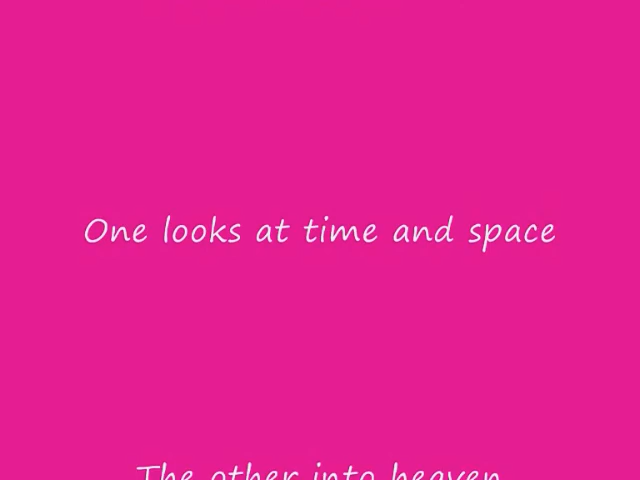 One looks at time and space
The other into heaven